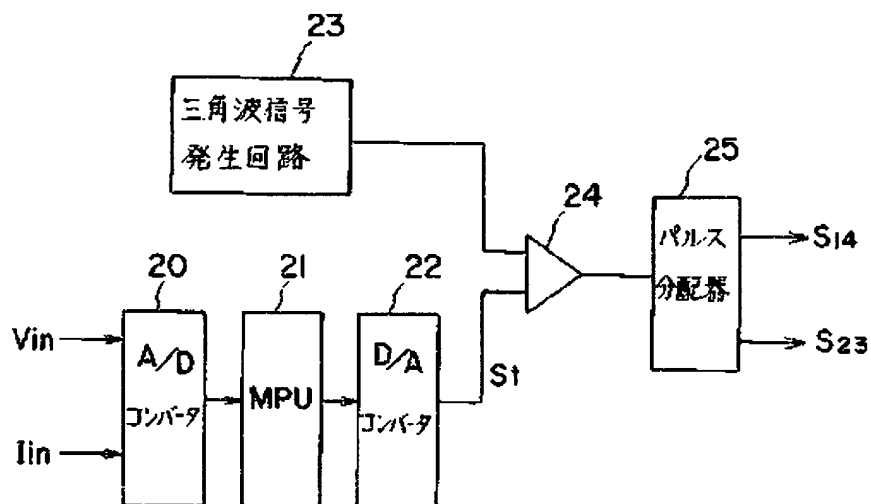 23
三角波信号
発生回路
25
24
パルス
分配器
S14
S23
20
21
22
Vin
Iin
A/D
コンバータ
MPU
D/A
コンバータ
St